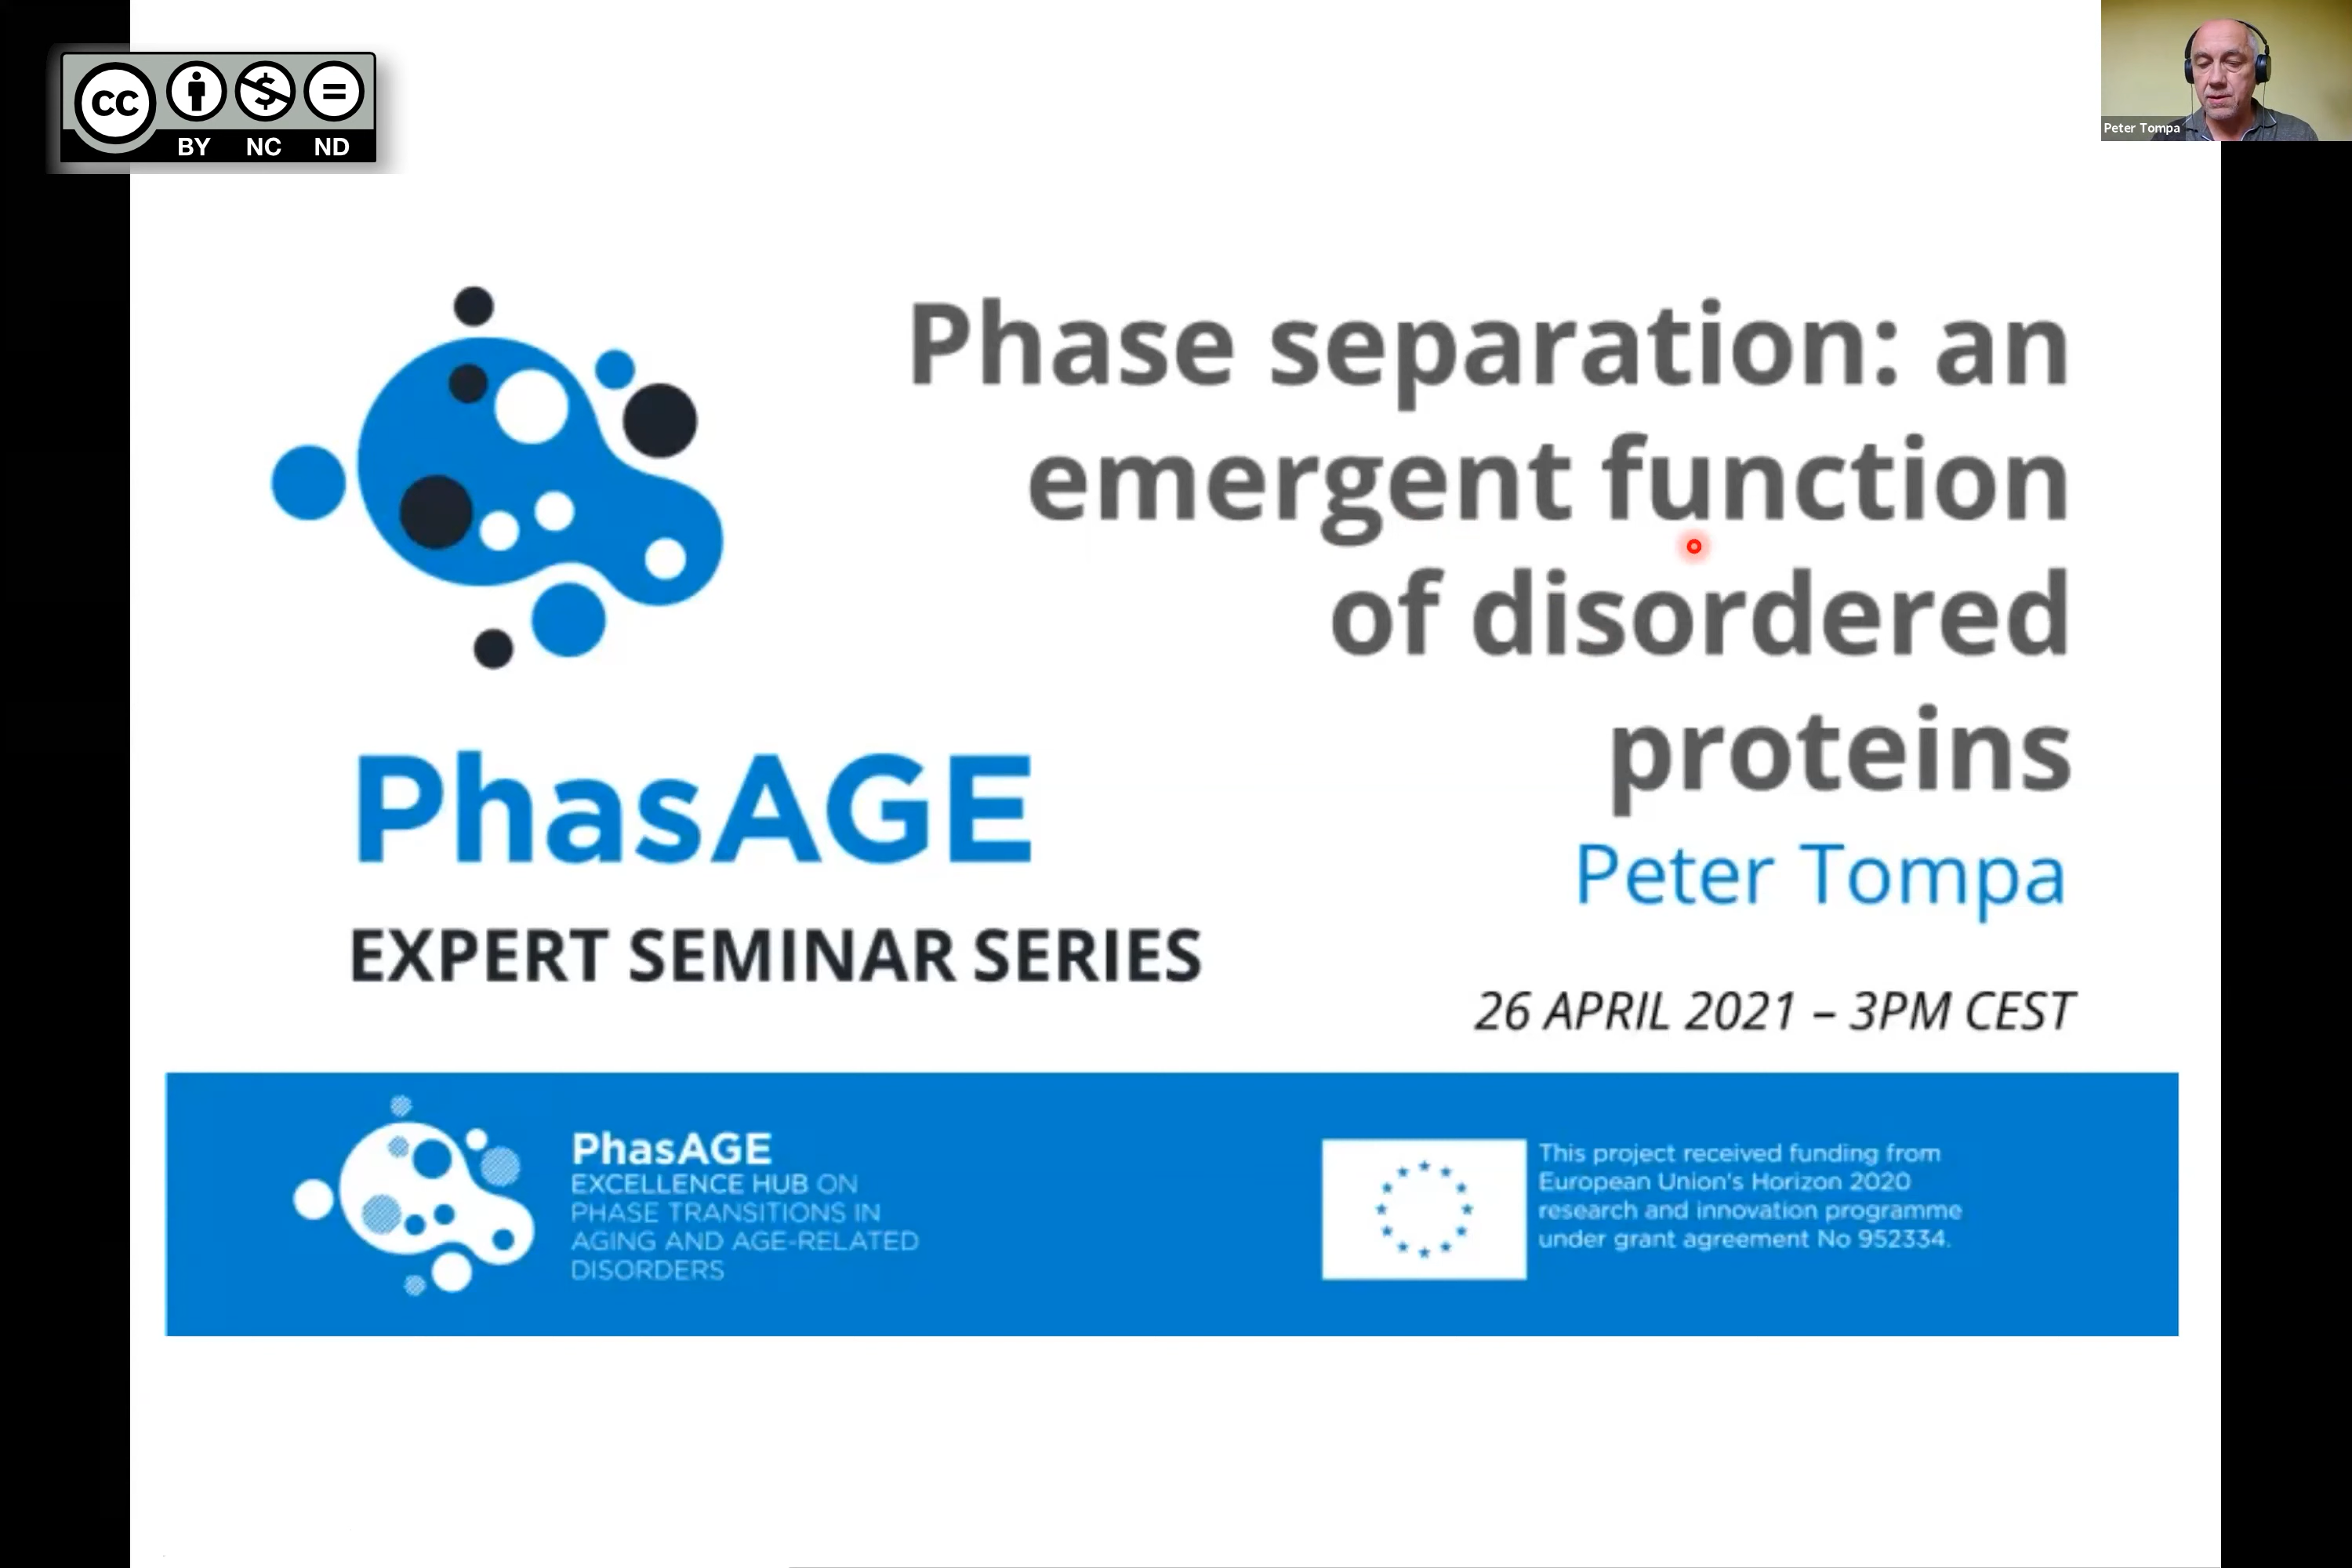 CC
BY NC ND
Peter Tompa
Phase separation: an
emergent function
of disordered
proteins
Peter Tompa
26 APRIL 2021 – 3PM CEST
PhasAGE
EXPERT SEMINAR SERIES
PhasAGE
EXCELLENCE HUB ON
PHASE TRANSITIONS IN
AGING AND AGE-RELATED
DISORDERS
This project received funding from
European Union's Horizon 2020
research and innovation programme
under grant agreement No 952334.